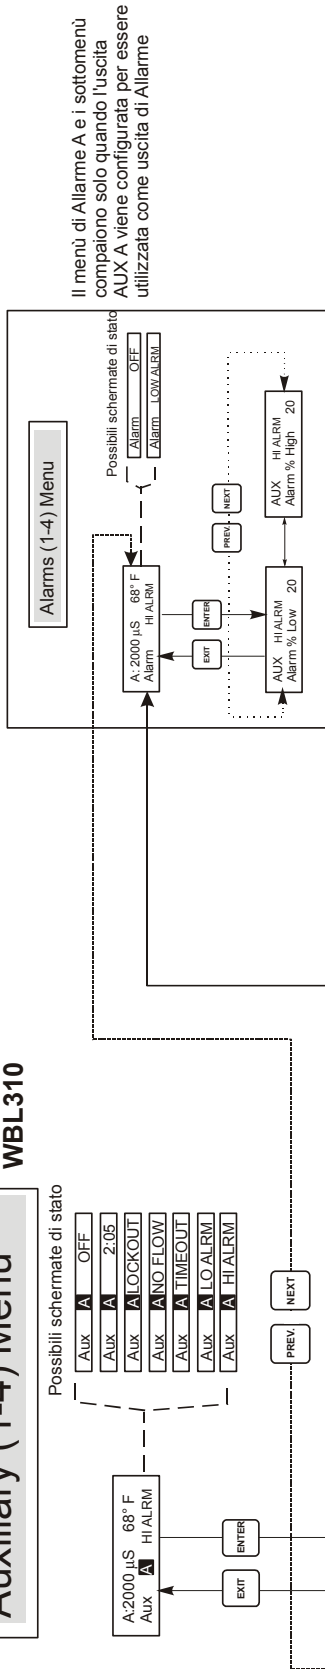 Auxiliary (1-4) Menu
WBL310
Possibili schermate di stato
A:2000 µS 68° F
Aux A HI ALRM
Aux A OFF
Aux A 2:05
Aux A LOCKOUT
Aux A NO FLOW
Aux A TIMEOUT
Aux A LO ALRM
Aux A HI ALRM
EXIT
ENTER
PREV.
NEXT
Alarms (1-4) Menu
Possibili schermate di stato
A: 2000 µS 68° F
Alarm HI ALRM
Alarm OFF
Alarm LOW ALRM
EXIT
ENTER
PREV.
NEXT
AUX HI ALRM
Alarm % Low 20
AUX HI ALRM
Alarm % High 20
Il menù di Allarme A e i sottomenù
compaiono solo quando l'uscita
AUX A viene configurata per essere
utilizzata come uscita di Allarme